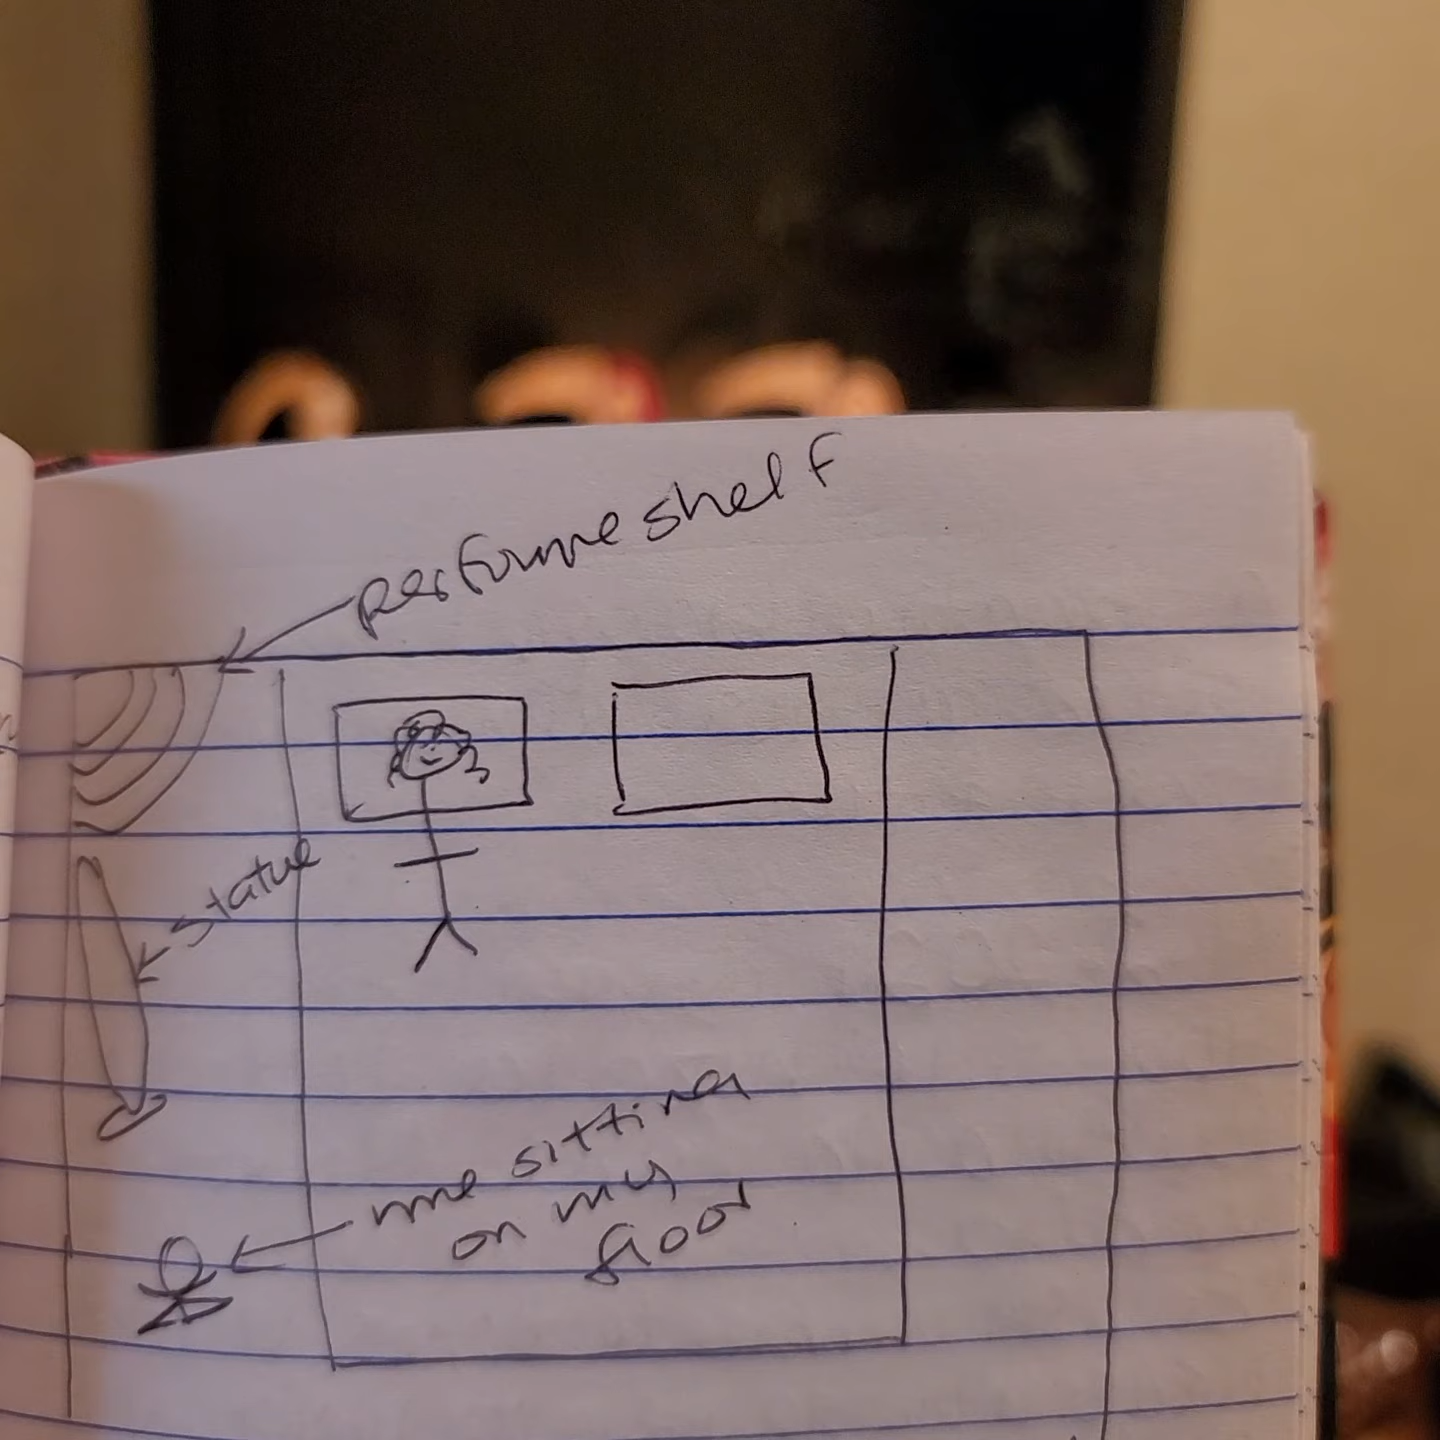 perfume shelf
statue
me sitting
on my
floor